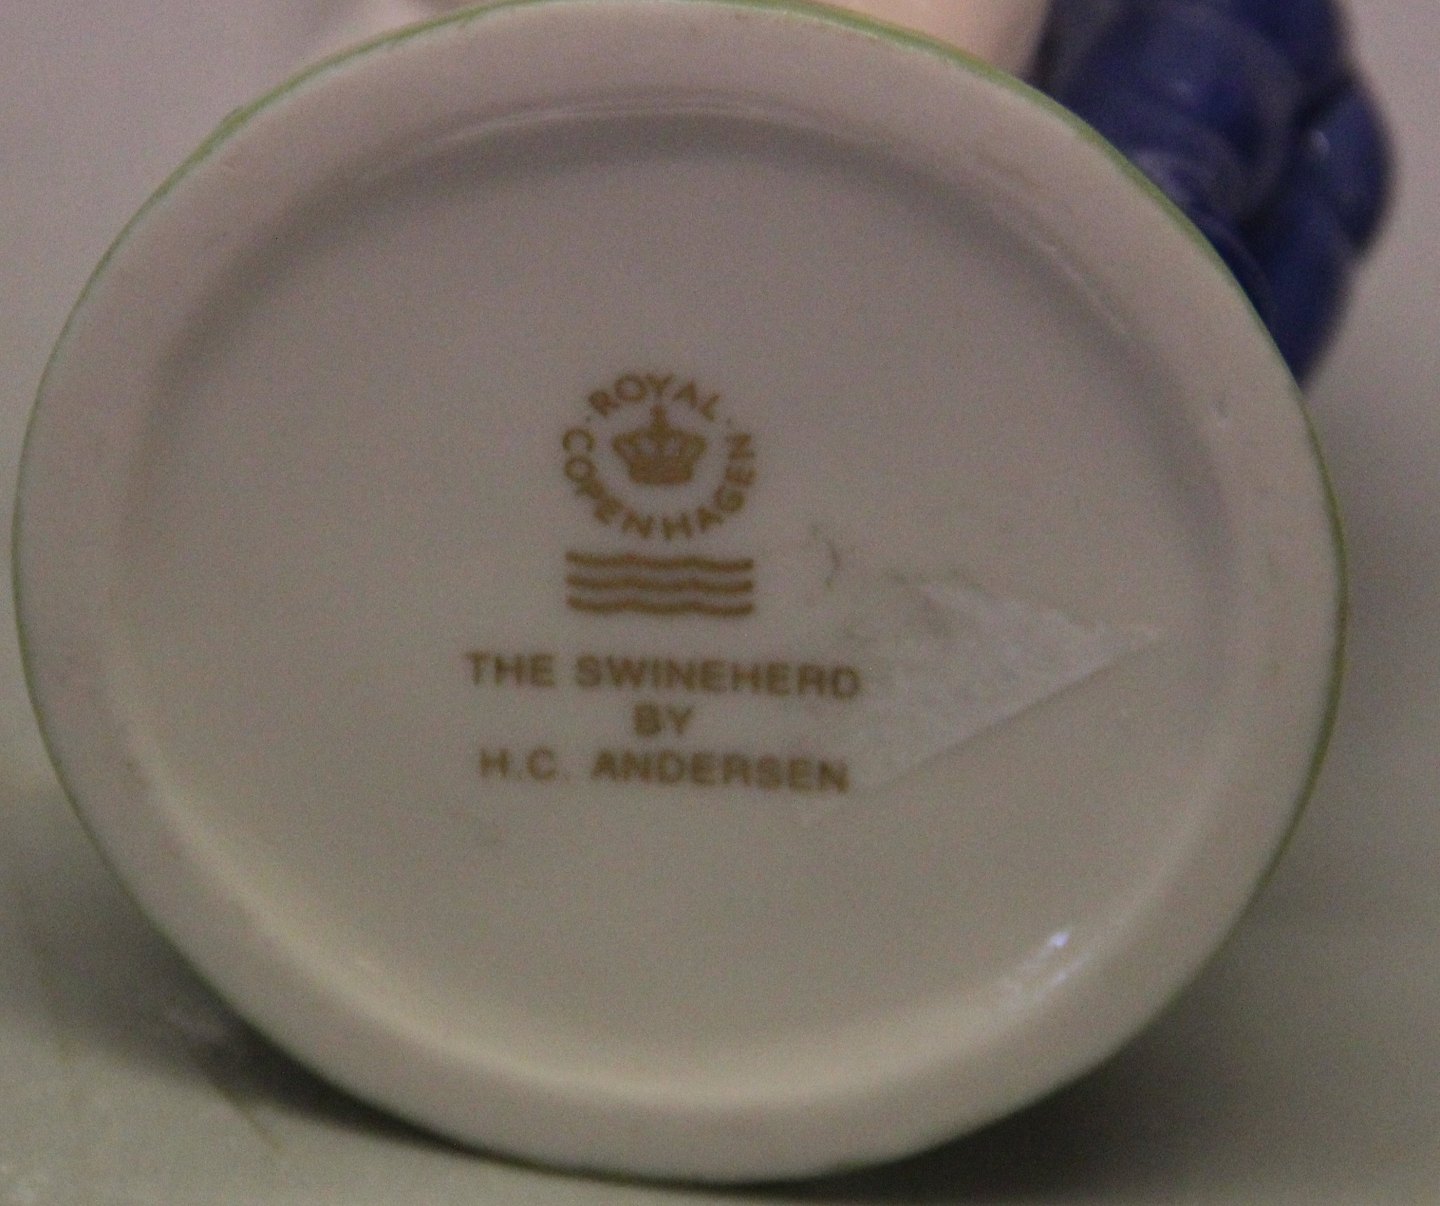 ROYAL
COPENHAGEN
THE SWINEHERD
BY
H.C. ANDERSEN